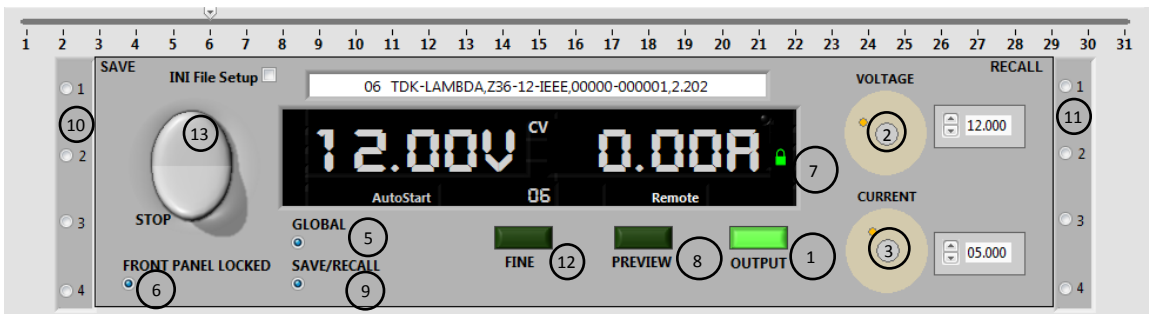 1 2 3 4 5 6 7 8 9 10 11 12 13 14 15 16 17 18 19 20 21 22 23 24 25 26 27 28 29 30 31
SAVE
RECALL
INI File Setup
06 TDK-LAMBDA,Z36-12-IEEE,00000-000001,2.202
VOLTAGE
1
1
10
13
12.00V
CV
0.00A
2
12.000
11
2
2
7
AutoStart
06
Remote
CURRENT
3
STOP
GLOBAL
3
5
FINE
12
PREVIEW
8
OUTPUT
1
3
05.000
FRONT PANEL LOCKED
SAVE/RECALL
6
9
4
4